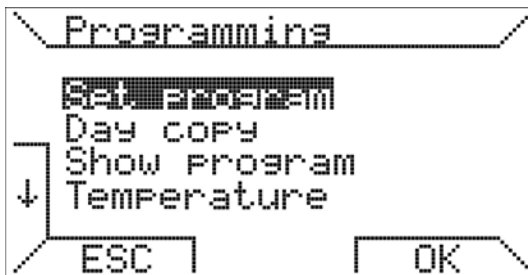 Programming
Set program
Day copy
Show program
↓ Temperature
ESC OK